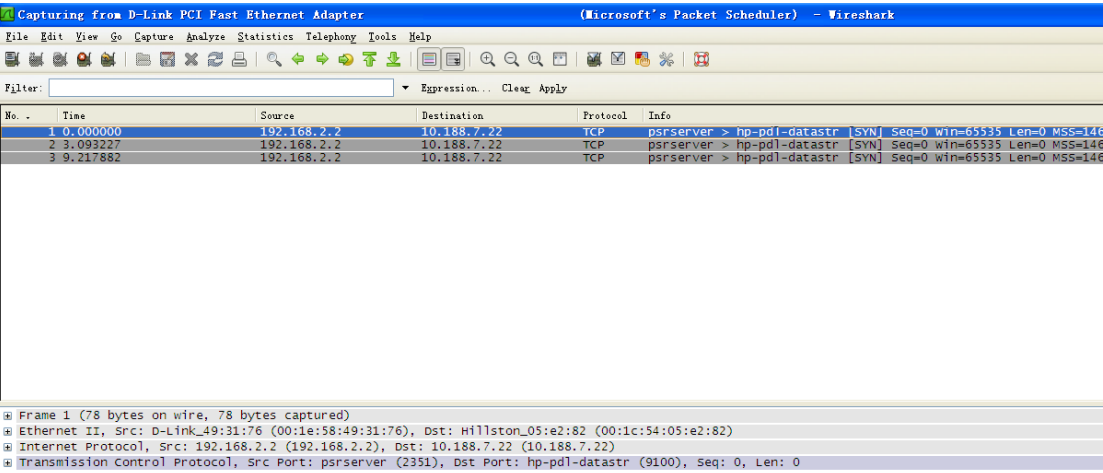 Capturing from D-Link PCI Fast Ethernet Adapter (Microsoft's Packet Scheduler) - Wireshark
File Edit View Go Capture Analyze Statistics Telephony Tools Help
Filter: Expression... Clear Apply
No. . Time Source Destination Protocol Info
1 0.000000 192.168.2.2 10.188.7.22 TCP psrserver > hp-pdl-datastr [SYN] Seq=0 Win=65535 Len=0 MSS=146
2 3.093227 192.168.2.2 10.188.7.22 TCP psrserver > hp-pdl-datastr [SYN] Seq=0 Win=65535 Len=0 MSS=146
3 9.217882 192.168.2.2 10.188.7.22 TCP psrserver > hp-pdl-datastr [SYN] Seq=0 Win=65535 Len=0 MSS=146
Frame 1 (78 bytes on wire, 78 bytes captured)
Ethernet II, Src: D-Link_49:31:76 (00:1e:58:49:31:76), Dst: Hillston_05:e2:82 (00:1c:54:05:e2:82)
Internet Protocol, Src: 192.168.2.2 (192.168.2.2), Dst: 10.188.7.22 (10.188.7.22)
Transmission Control Protocol, Src Port: psrserver (2351), Dst Port: hp-pdl-datastr (9100), Seq: 0, Len: 0